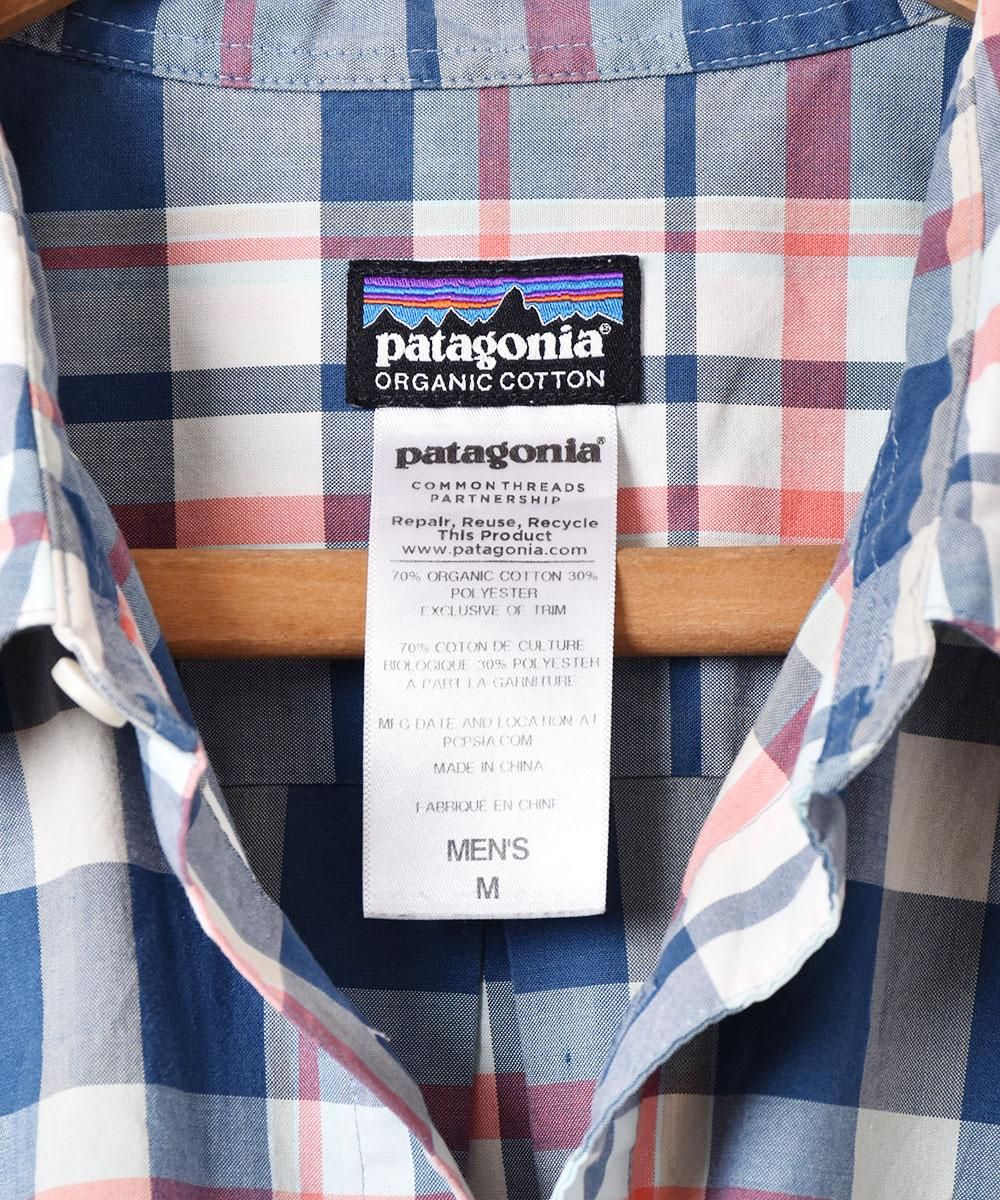 patagonia®
ORGANIC COTTON
patagonia®
COMMON THREADS
PARTNERSHIP
Repair, Reuse, Recycle
This Product
www.patagonia.com
70% ORGANIC COTTON 30%
POLYESTER
EXCLUSIVE OF TRIM
70% COTON DE CULTURE
BIOLOGIQUE 30% POLYESTER
A PART LA GARNITURE
MFG DATE AND LOCATION AT
PCPSIA.COM
MADE IN CHINA
FABRIQUE EN CHINE
MEN'S
M